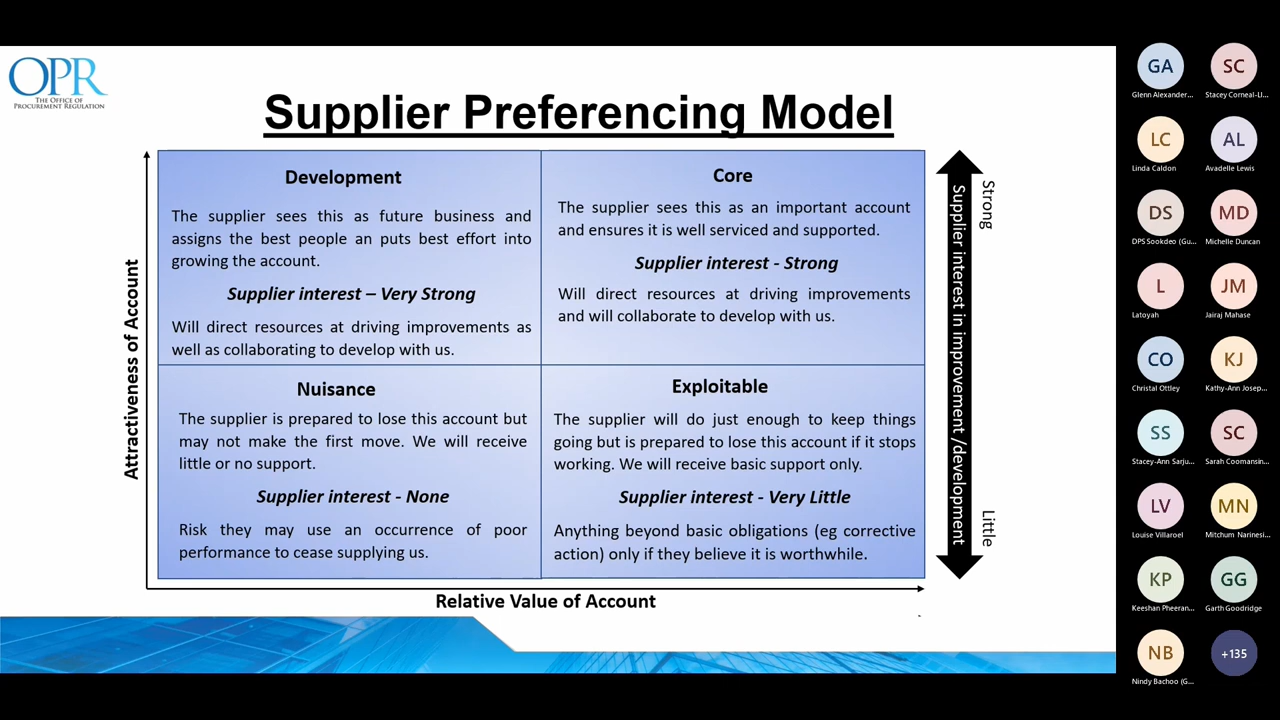 OPR
THE OFFICE OF
PROCUREMENT REGULATION
Supplier Preferencing Model
Attractiveness of Account
Development
The supplier sees this as future business and
assigns the best people an puts best effort into
growing the account.
Supplier interest – Very Strong
Will direct resources at driving improvements as
well as collaborating to develop with us.
Core
The supplier sees this as an important account
and ensures it is well serviced and supported.
Supplier interest - Strong
Will direct resources at driving improvements
and will collaborate to develop with us.
Nuisance
The supplier is prepared to lose this account but
may not make the first move. We will receive
little or no support.
Supplier interest - None
Risk they may use an occurrence of poor
performance to cease supplying us.
Exploitable
The supplier will do just enough to keep things
going but is prepared to lose this account if it stops
working. We will receive basic support only.
Supplier interest - Very Little
Anything beyond basic obligations (eg corrective
action) only if they believe it is worthwhile.
Relative Value of Account
Supplier interest in improvement /development
Strong
Little
GA
Glenn Alexander...
SC
Stacey Corneal-Ll...
LC
Linda Caldon
AL
Avadelle Lewis
DS
DPS Sookdeo (Gu...
MD
Michelle Duncan
L
Latoyah
JM
Jairaj Mahase
CO
Christal Ottley
KJ
Kathy-Ann Josep...
SS
Stacey-Ann Sarju...
SC
Sarah Coomansin...
LV
Louise Villaroel
MN
Mitchum Narinesi...
KP
Keeshan Pheeran...
GG
Garth Goodridge
NB
Nindy Bachoo (G...
+135